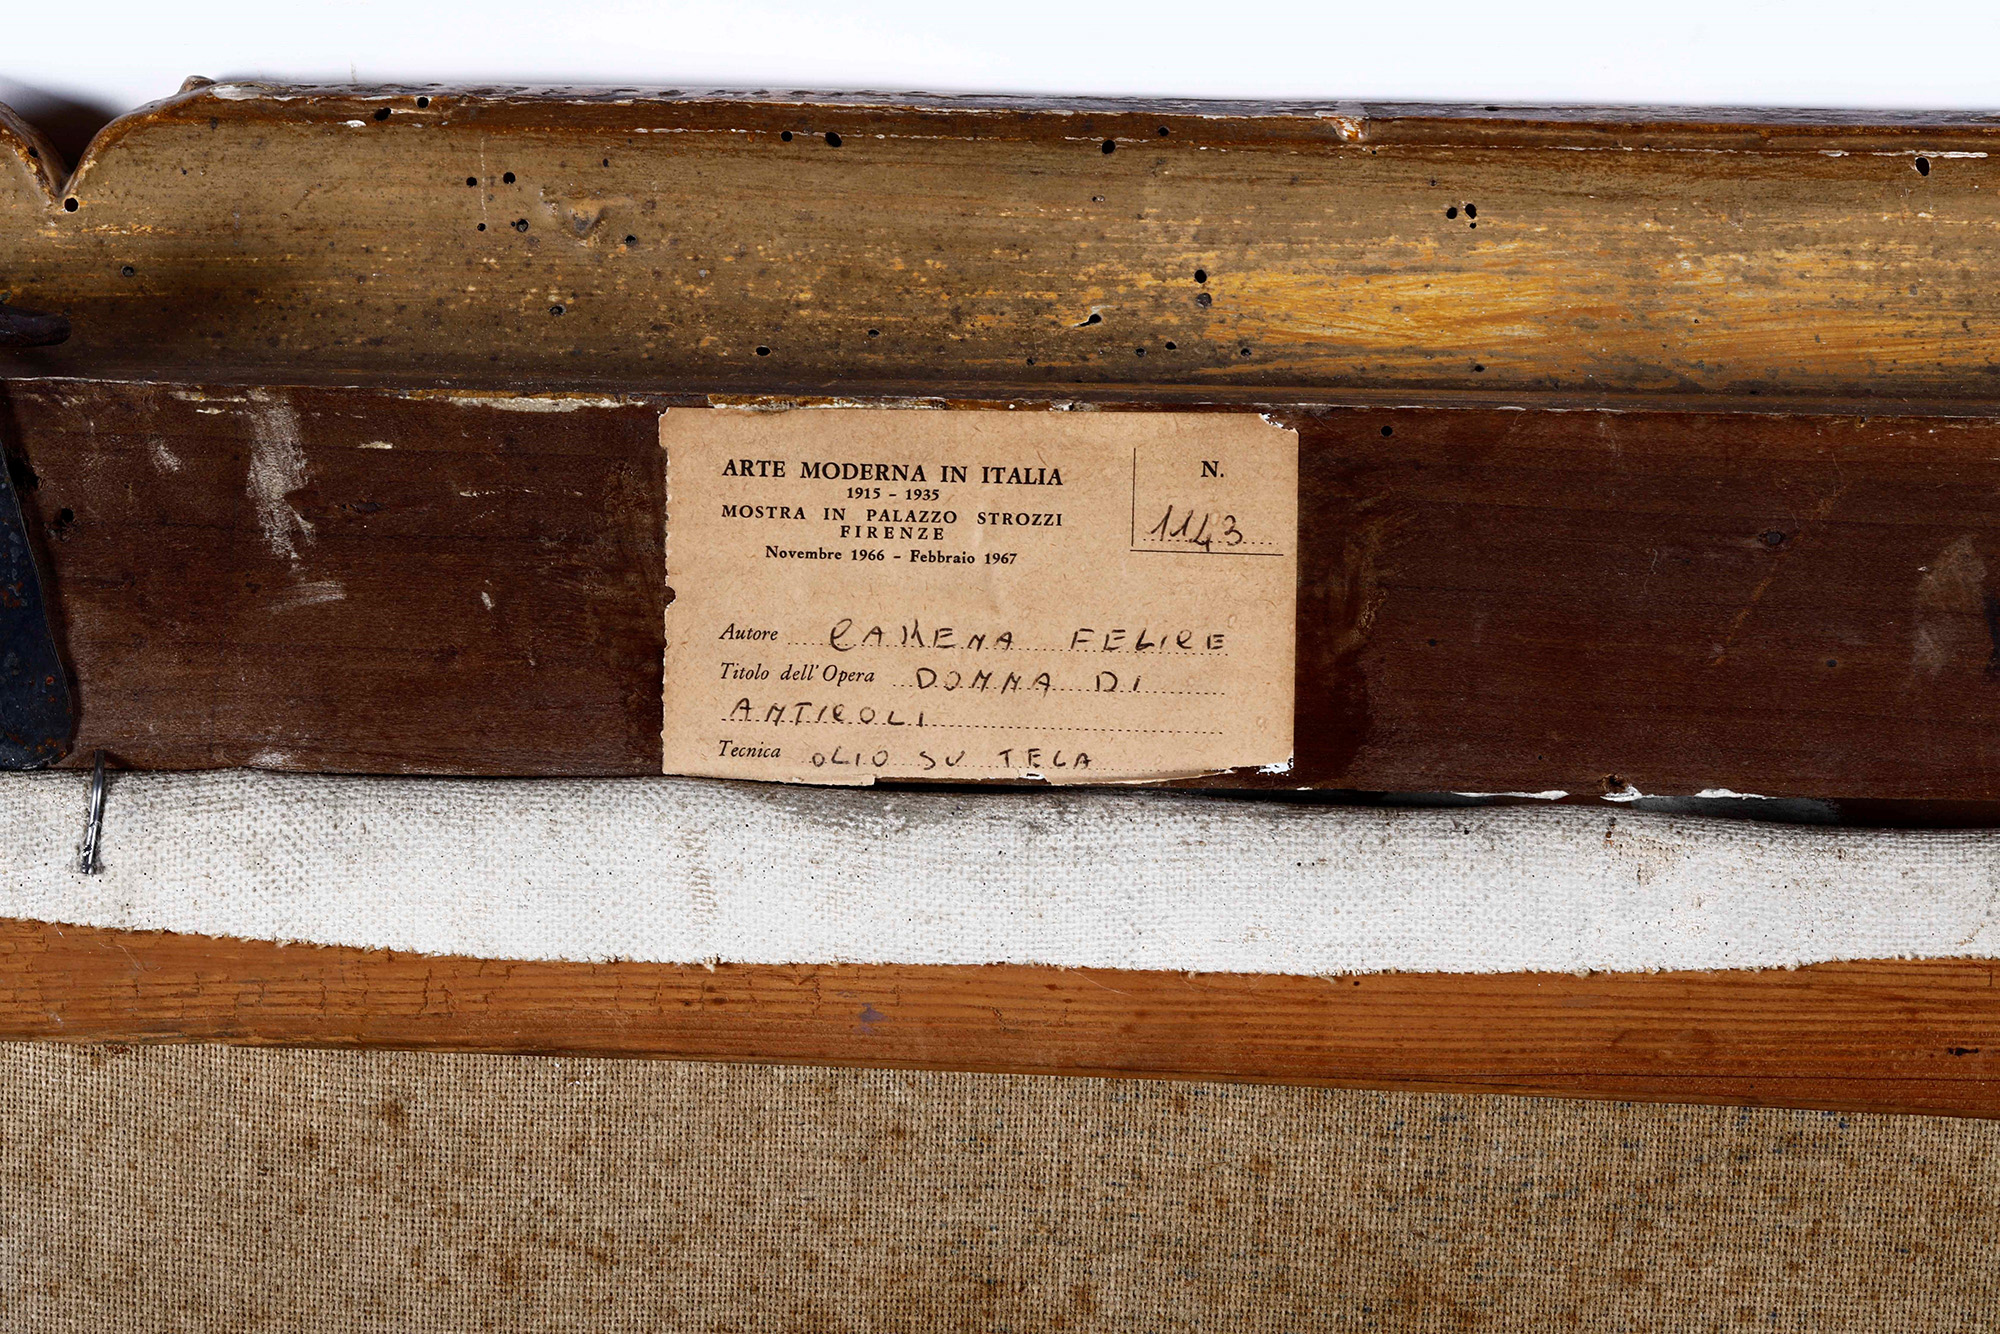 ARTE MODERNA IN ITALIA
1915 – 1935
MOSTRA IN PALAZZO STROZZI
FIRENZE
Novembre 1966 – Febbraio 1967
N.
1143
Autore CARENA FELICE
Titolo dell'Opera DONNA DI
ANTICOLI
Tecnica OLIO SU TELA